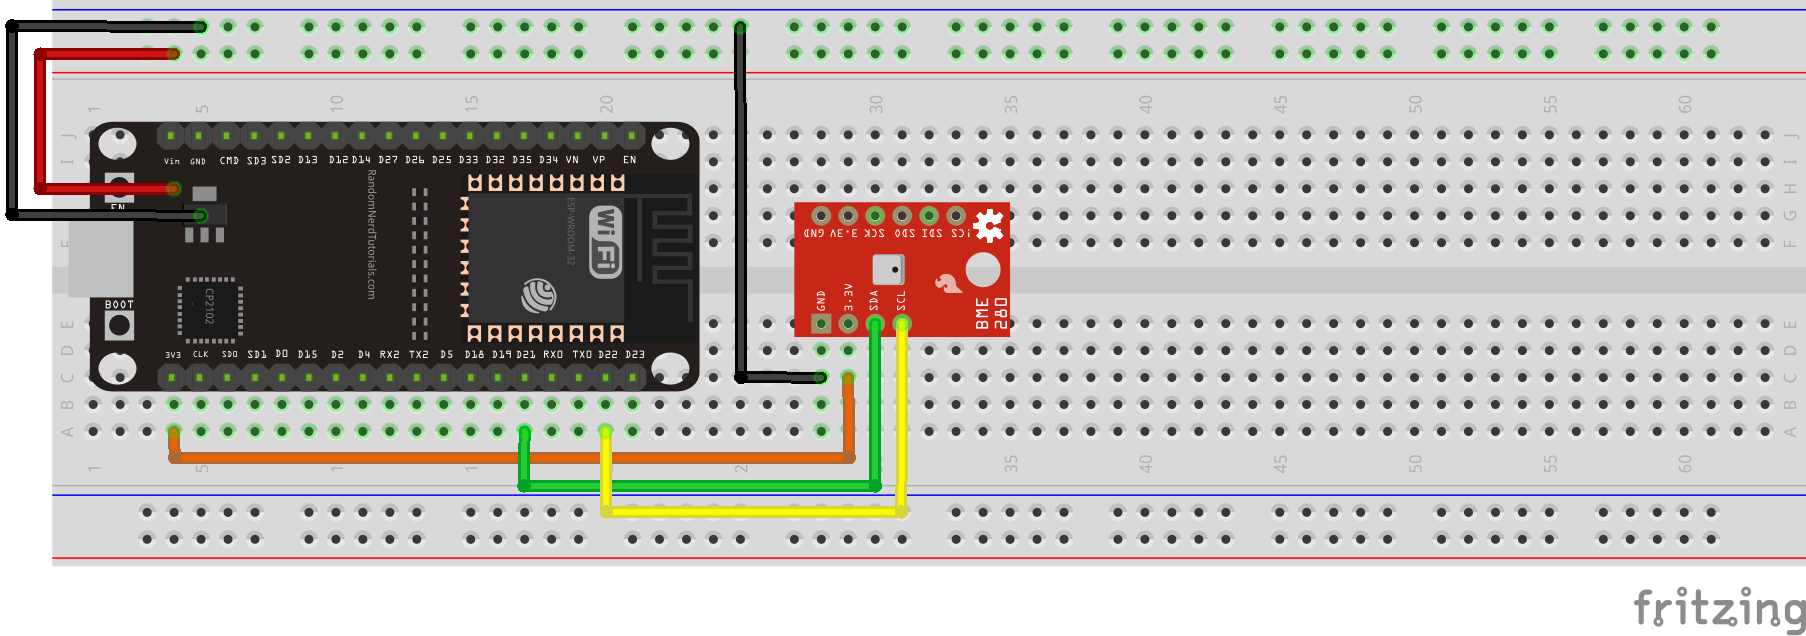 1 5 10 15 20 30 35 40 45 50 55 60
J J
I I
H H
G G
F F
Vin GND CMD SD3 SD2 D13 D12 D14 D27 D26 D25 D33 D32 D35 D34 VN VP EN
EN
RandomNerdTutorials.com
ESP-WROOM-32
WiFi
CP2102
BOOT
3V3 CLK SD0 SD1 D0 D15 D2 D4 RX2 TX2 D5 D18 D19 D21 RX0 TX0 D22 D23
GND 3.3V SCK SDO SDI !CS
GND 3.3V SDA SCL
BME
280
E E
D D
C C
B B
A A
1 5 1 1 2 35 40 45 50 55 60
fritzing